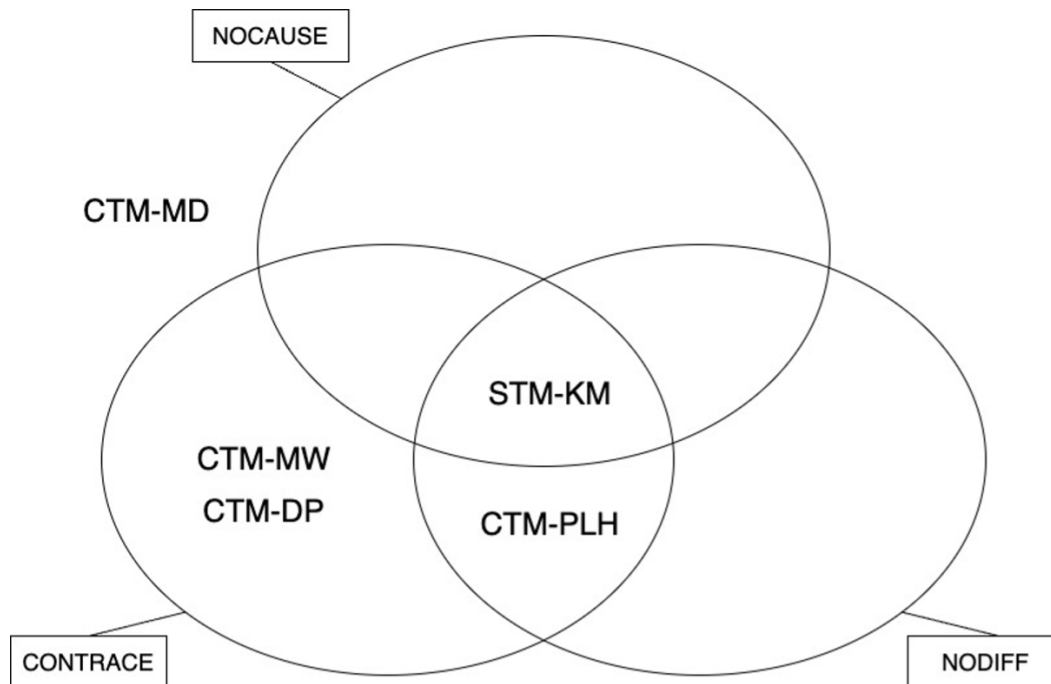 NOCAUSE
CTM-MD
STM-KM
CTM-MW
CTM-DP
CTM-PLH
CONTRACE
NODIFF